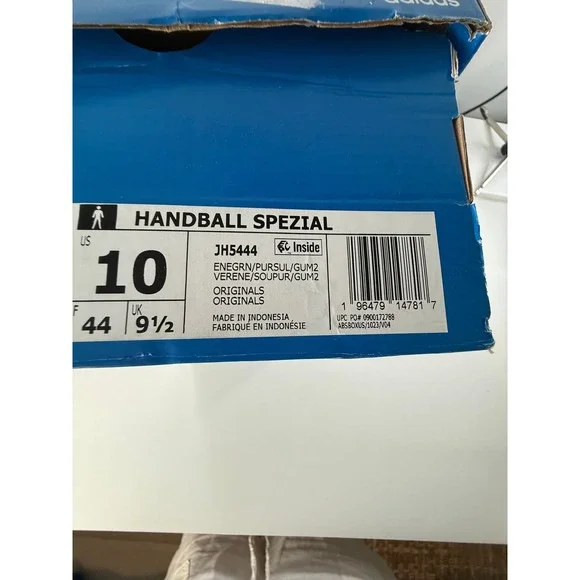 adidas
HANDBALL SPEZIAL
US
10
F
44
UK
9½
JH5444
Inside
ENEGRN/PURSUL/GUM2
VERENE/SOUPUR/GUM2
ORIGINALS
ORIGINALS
MADE IN INDONESIA
FABRIQUÉ EN INDONÉSIE
1 96479 14781 7
UPC PO# 0900172788
ABSBOXUS/1023/V04